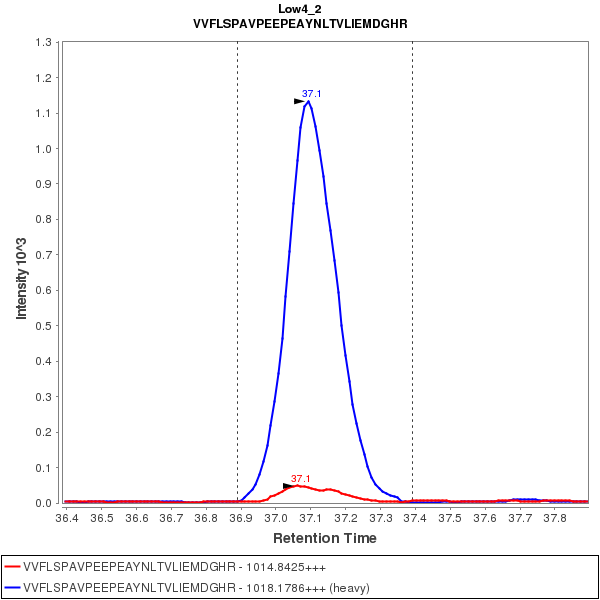 Low4_2
VVFLSPAVPEEPEAYNLTVLIEMDGHR
1.3
1.2
1.1
1.0
0.9
0.8
0.7
0.6
0.5
0.4
0.3
0.2
0.1
0.0
Intensity 10^3
37.1
37.1
36.4 36.5 36.6 36.7 36.8 36.9 37.0 37.1 37.2 37.3 37.4 37.5 37.6 37.7 37.8
Retention Time
VVFLSPAVPEEPEAYNLTVLIEMDGHR - 1014.8425+++
VVFLSPAVPEEPEAYNLTVLIEMDGHR - 1018.1786+++ (heavy)